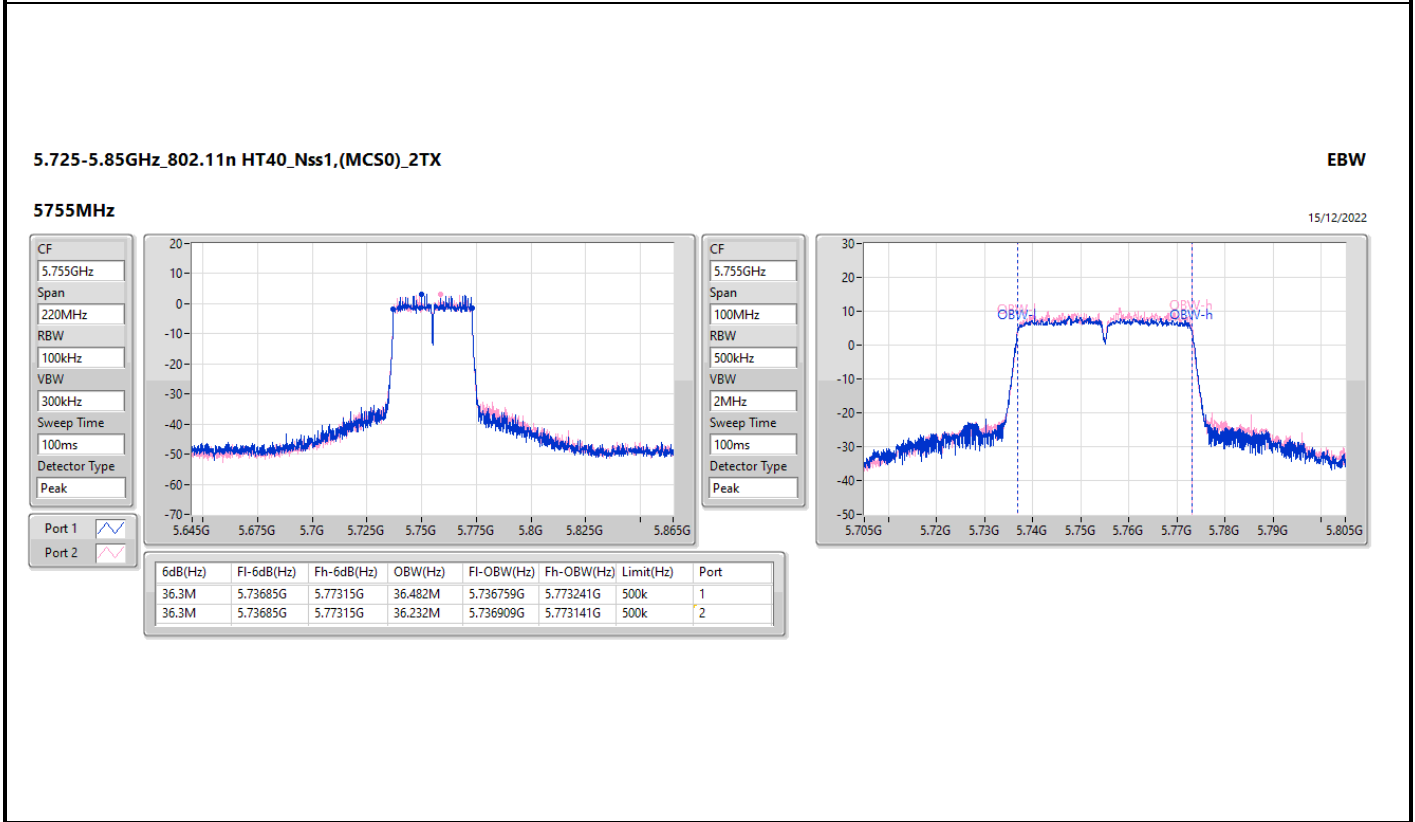 5.725-5.85GHz_802.11n HT40_Nss1,(MCS0)_2TX
EBW
5755MHz
15/12/2022
CF
5.755GHz
Span
220MHz
RBW
100kHz
VBW
300kHz
Sweep Time
100ms
Detector Type
Peak
Port 1
Port 2
20
10
0
-10
-20
-30
-40
-50
-60
-70
5.645G 5.675G 5.7G 5.725G 5.75G 5.775G 5.8G 5.825G 5.865G
CF
5.755GHz
Span
100MHz
RBW
500kHz
VBW
2MHz
Sweep Time
100ms
Detector Type
Peak
30
20
10
0
-10
-20
-30
-40
-50
OBW-l OBW-h
OBW-l OBW-h
5.705G 5.72G 5.73G 5.74G 5.75G 5.76G 5.77G 5.78G 5.79G 5.805G
6dB(Hz) Fl-6dB(Hz) Fh-6dB(Hz) OBW(Hz) Fl-OBW(Hz) Fh-OBW(Hz) Limit(Hz) Port
36.3M 5.73685G 5.77315G 36.482M 5.736759G 5.773241G 500k 1
36.3M 5.73685G 5.77315G 36.232M 5.736909G 5.773141G 500k 2